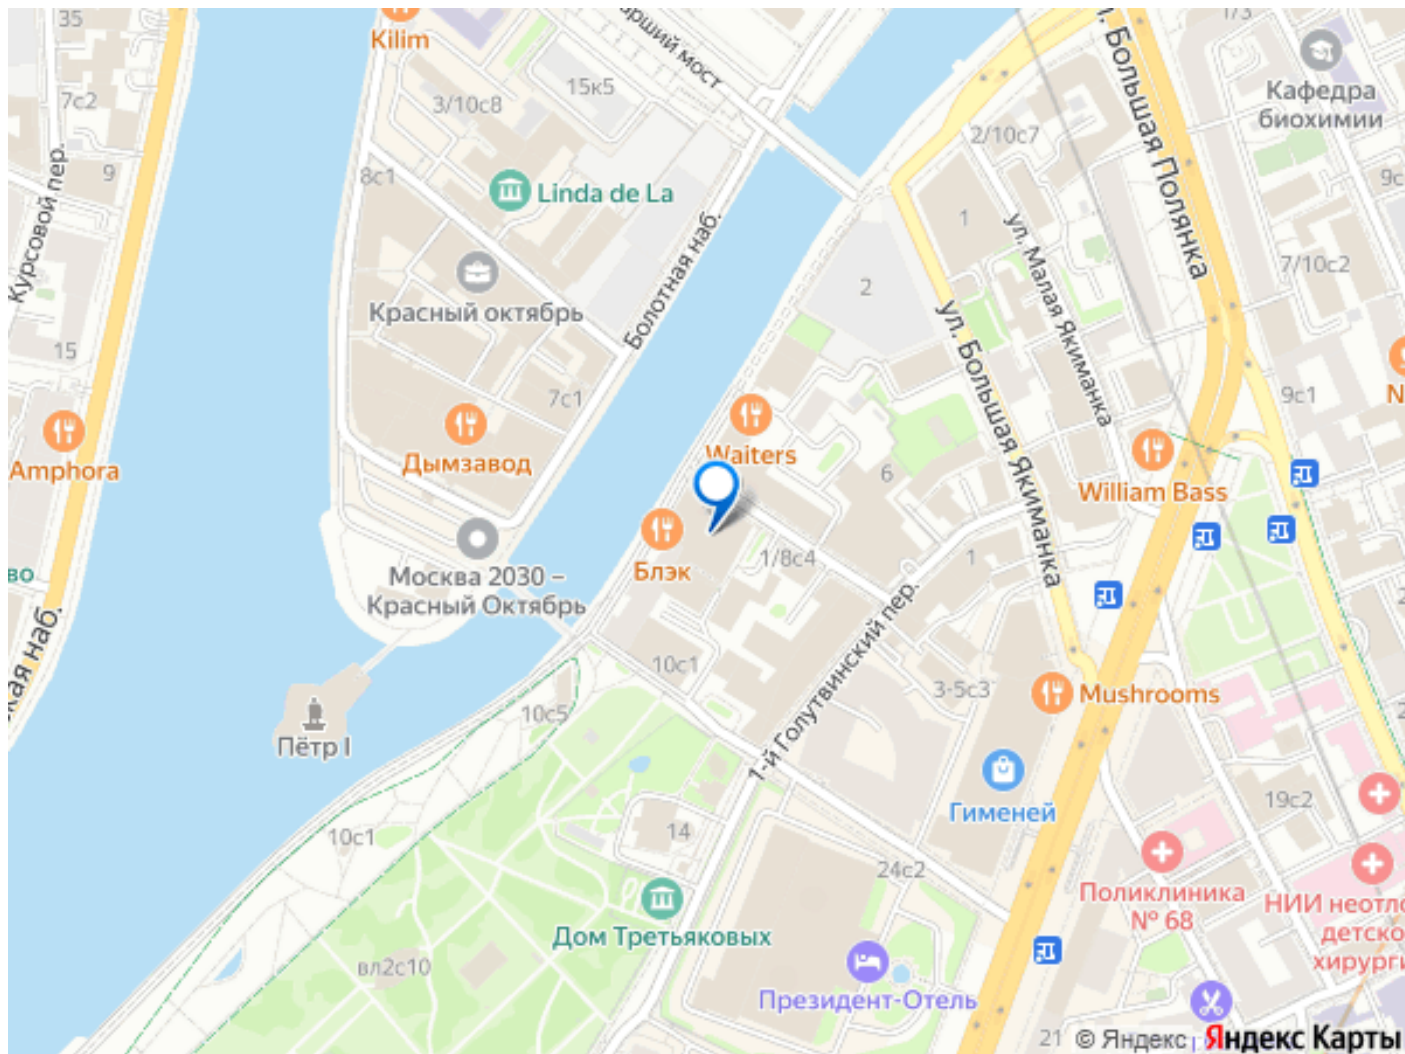 35
Kilim
15к5
7с2
3/10с8
Курсовой пер.
9
8с1
Linda de La
Красный октябрь
Болотная наб.
15
7с1
Amphora
Дымзавод
Москва 2030 –
Красный Октябрь
Пётр I
1/3
Кафедра
биохимии
2/10с7
ул. Большая Полянка
1
ул. Малая Якиманка
7/10с2
2
ул. Большая Якиманка
9с1
Waiters
6
William Bass
Блэк
1/8с4
1
1-й Голутвинский пер.
10с1
3-5с3
Mushrooms
10с5
Гименей
10с1
14
19с2
24с2
Поликлиника
№ 68
Дом Третьяковых
вл2с10
Президент-Отель
21
© Яндекс
Яндекс Карты